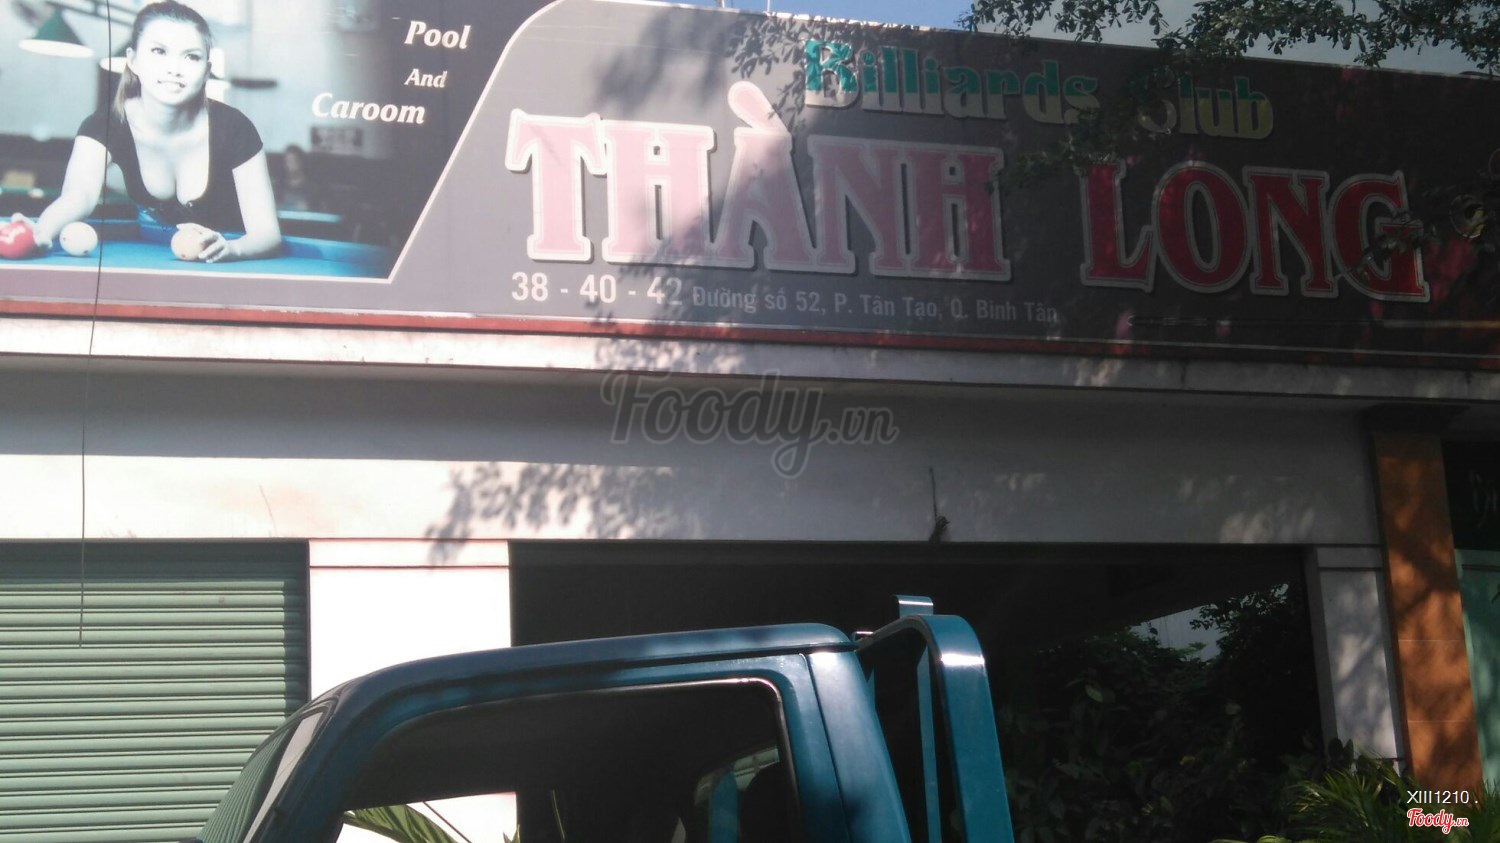 Pool
And
Caroom
Billiards Club
THÀNH LONG
38 - 40 - 42 Đường số 52, P. Tân Tạo, Q. Bình Tân
Foody.vn
XIII1210 .
Foody.vn